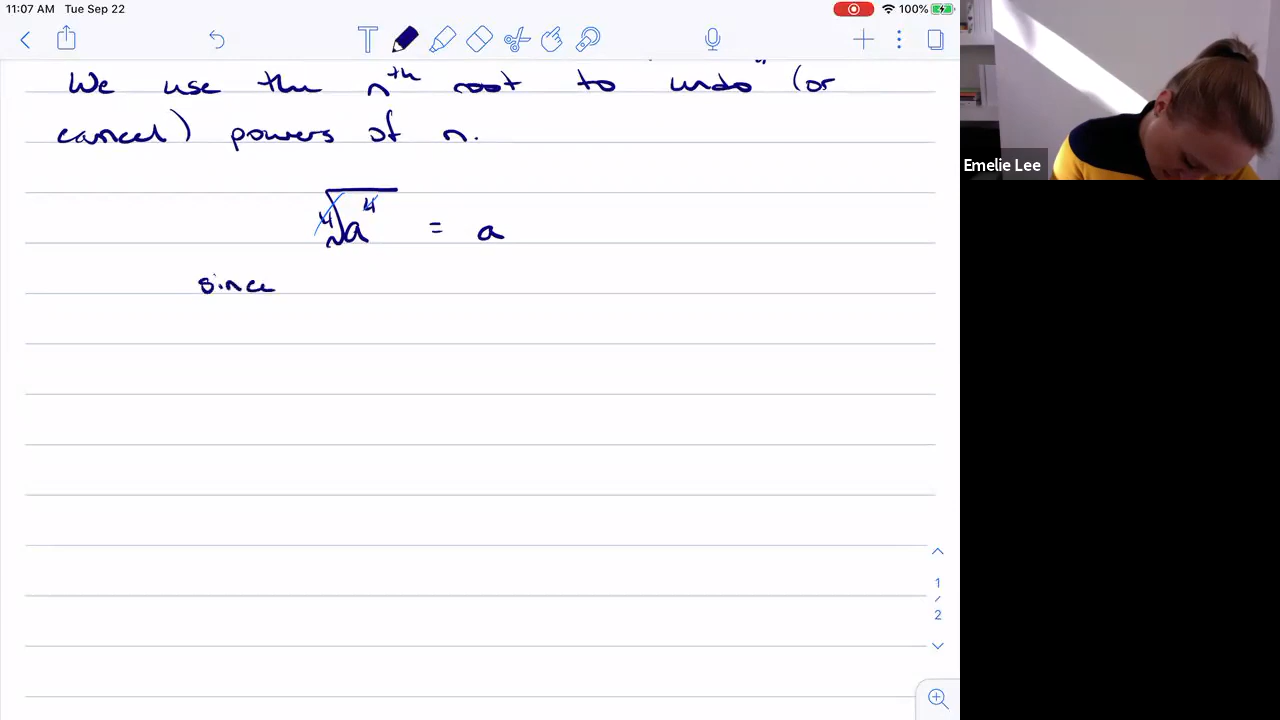 11:07 AM Tue Sep 22
100%
We use the nᵗʰ root to "undo" (or
cancel) powers of n.
⁴√a⁴ = a
since
Emelie Lee
1
/
2